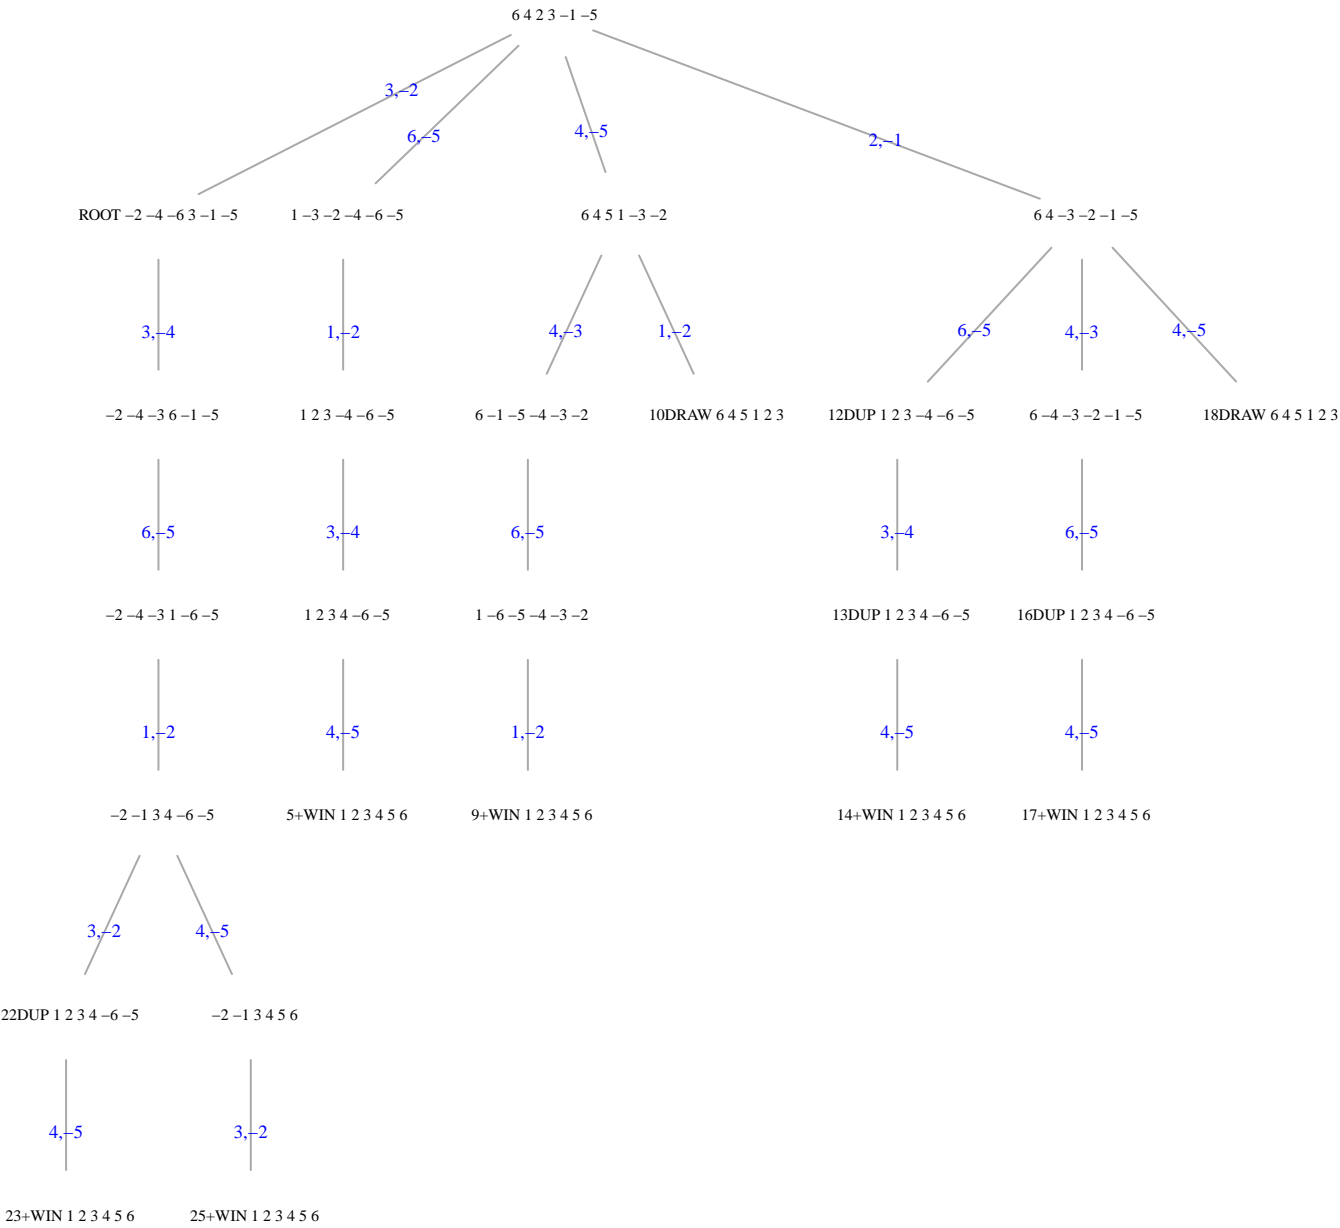 6 4 2 3 −1 −5
3,−2
6,−5
4,−5
2,−1
ROOT −2 −4 −6 3 −1 −5
1 −3 −2 −4 −6 −5
6 4 5 1 −3 −2
6 4 −3 −2 −1 −5
3,−4
1,−2
4,−3
1,−2
6,−5
4,−3
4,−5
−2 −4 −3 6 −1 −5
1 2 3 −4 −6 −5
6 −1 −5 −4 −3 −2
10DRAW 6 4 5 1 2 3
12DUP 1 2 3 −4 −6 −5
6 −4 −3 −2 −1 −5
18DRAW 6 4 5 1 2 3
6,−5
3,−4
6,−5
3,−4
6,−5
−2 −4 −3 1 −6 −5
1 2 3 4 −6 −5
1 −6 −5 −4 −3 −2
13DUP 1 2 3 4 −6 −5
16DUP 1 2 3 4 −6 −5
1,−2
4,−5
1,−2
4,−5
4,−5
−2 −1 3 4 −6 −5
5+WIN 1 2 3 4 5 6
9+WIN 1 2 3 4 5 6
14+WIN 1 2 3 4 5 6
17+WIN 1 2 3 4 5 6
3,−2
4,−5
22DUP 1 2 3 4 −6 −5
−2 −1 3 4 5 6
4,−5
3,−2
23+WIN 1 2 3 4 5 6
25+WIN 1 2 3 4 5 6